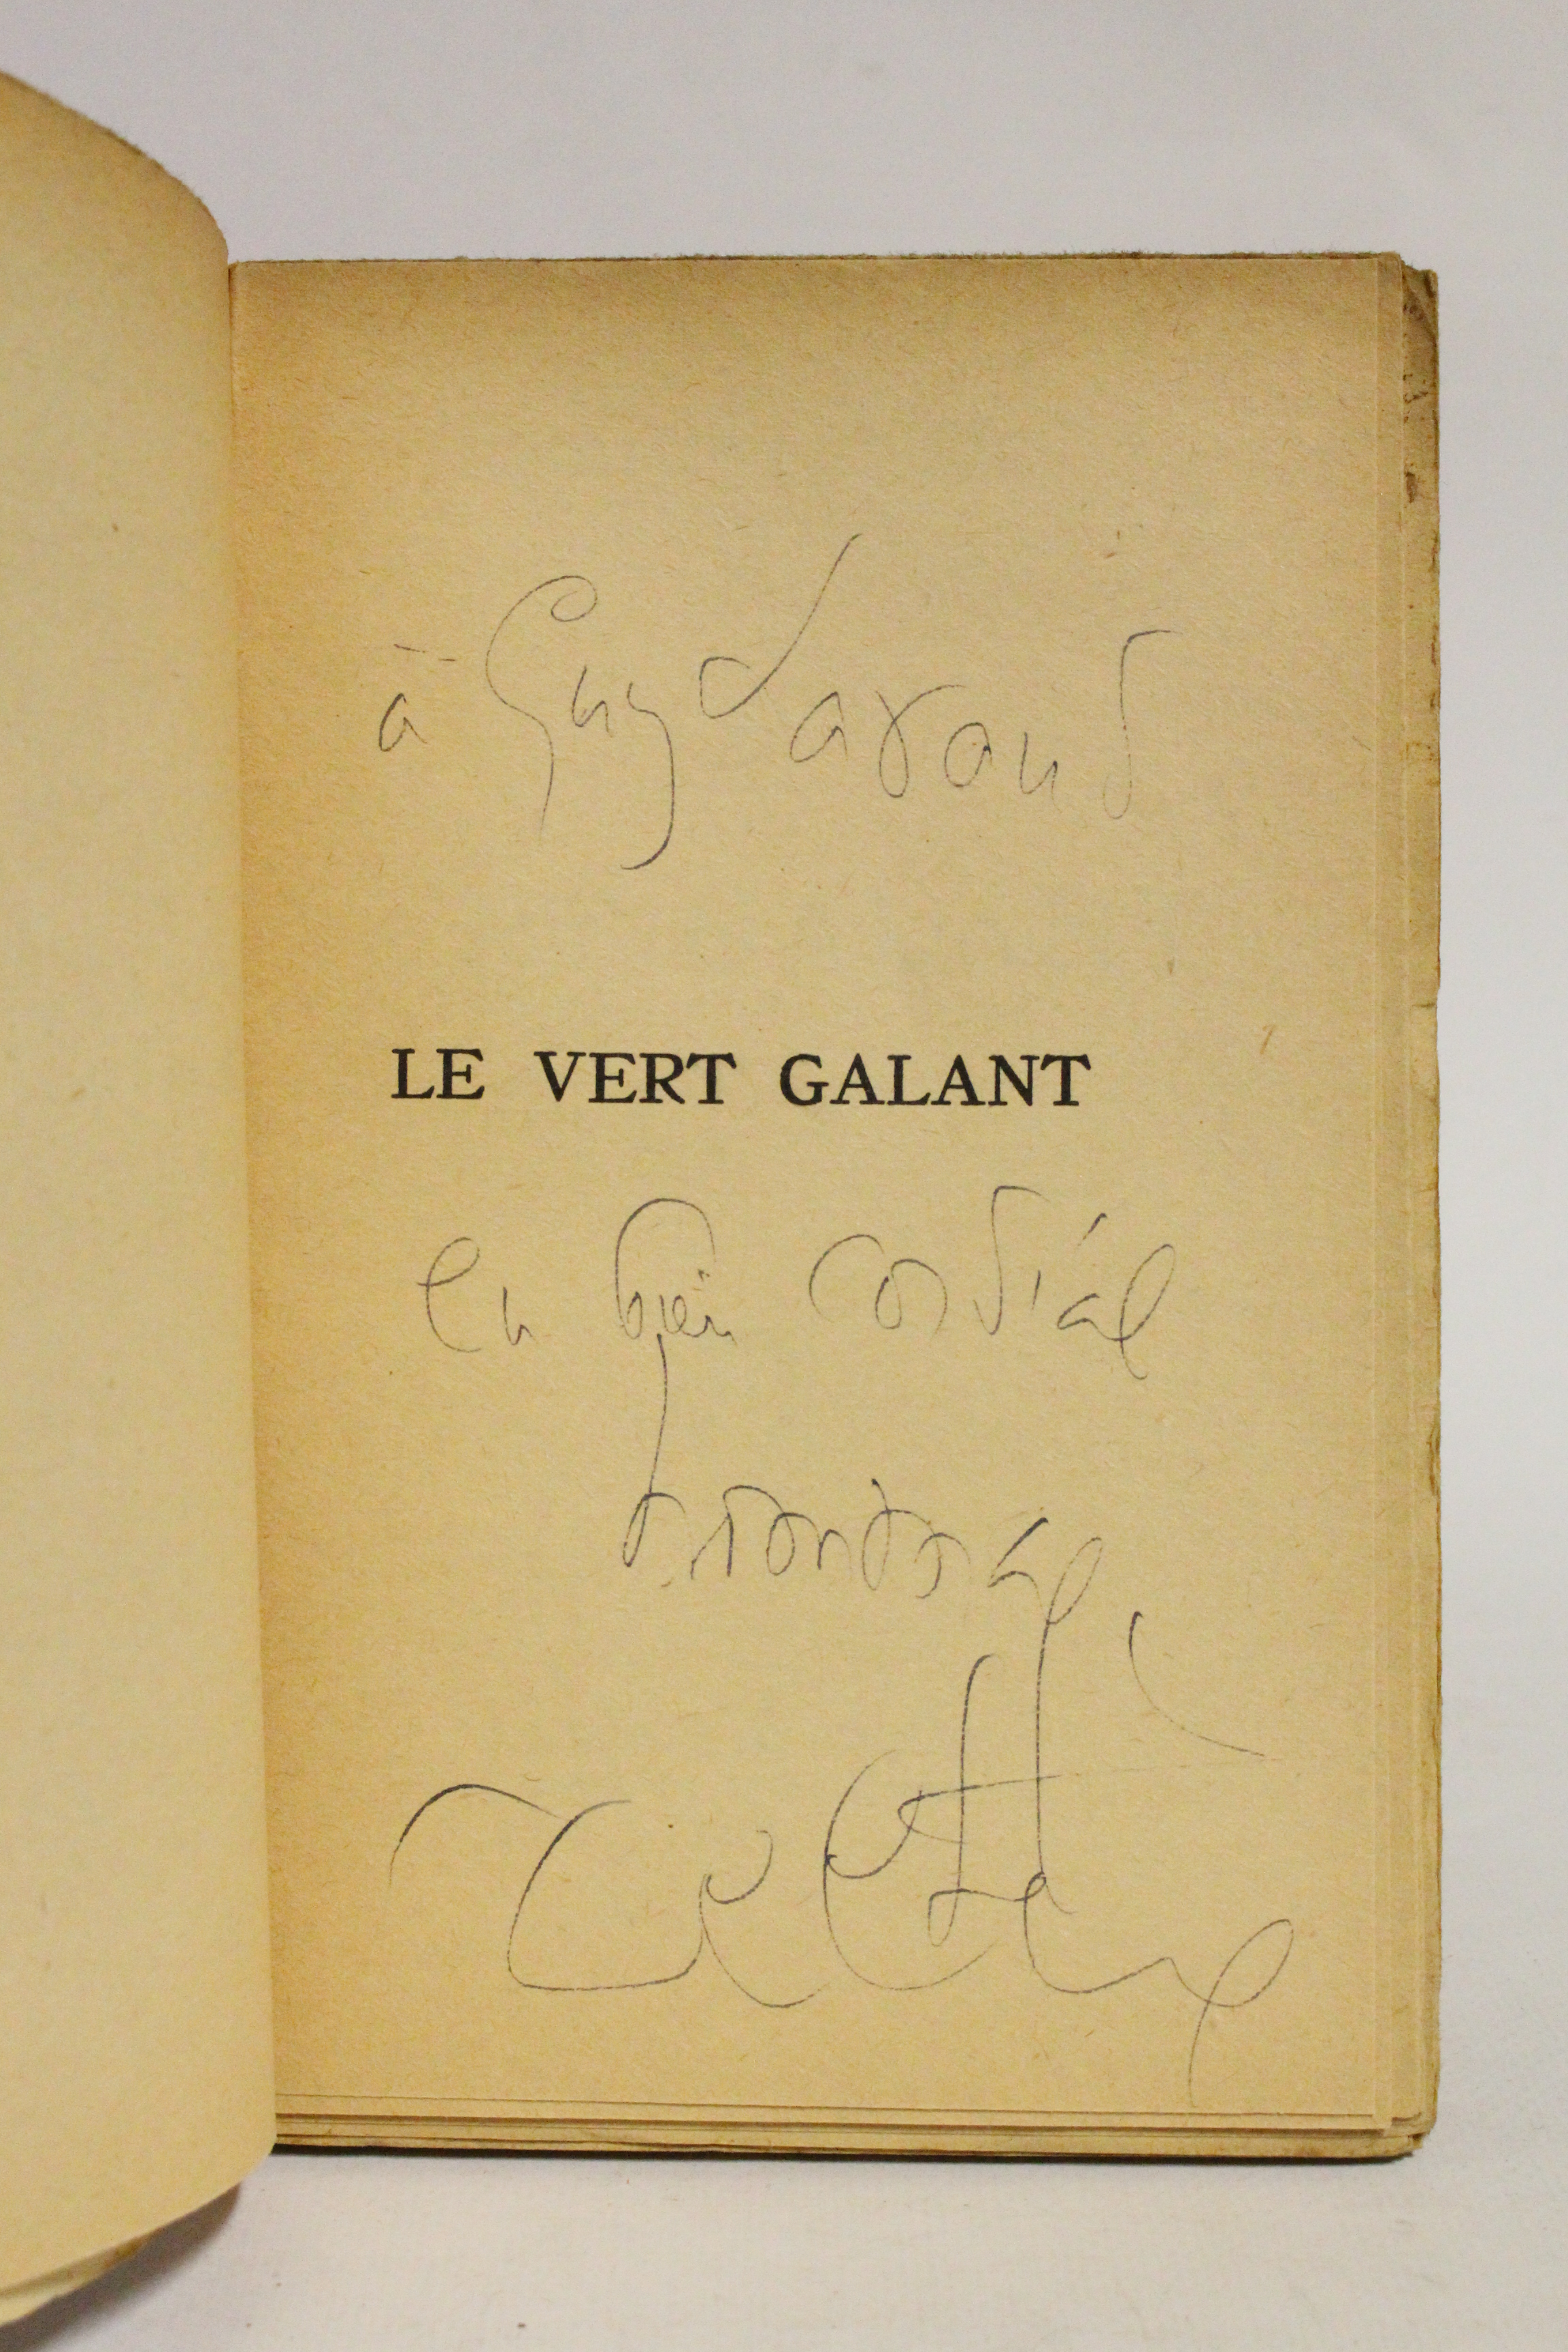 à Guy Lavaud
LE VERT GALANT
en bien cordial
hommage,